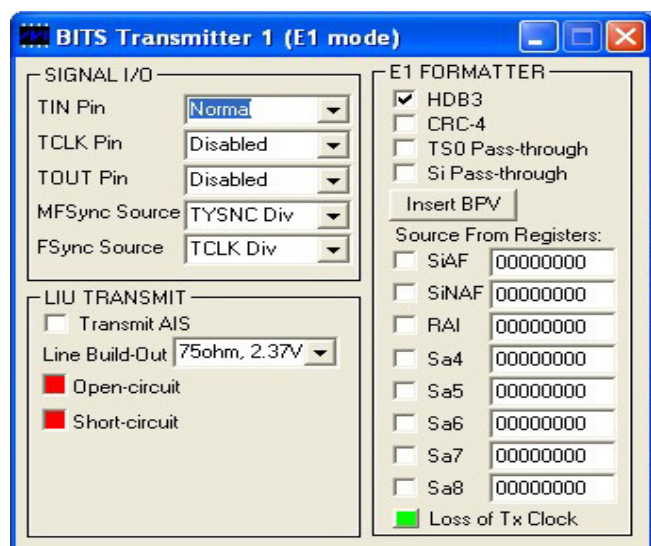 BITS Transmitter 1 (E1 mode)
SIGNAL I/O
TIN Pin Normal
TCLK Pin Disabled
TOUT Pin Disabled
MFSync Source TYSNC Div
FSync Source TCLK Div
LIU TRANSMIT
Transmit AIS
Line Build-Out 75ohm, 2.37V
Open-circuit
Short-circuit
E1 FORMATTER
HDB3
CRC-4
TS0 Pass-through
Si Pass-through
Insert BPV
Source From Registers:
SiAF 00000000
SiNAF 00000000
RAI 00000000
Sa4 00000000
Sa5 00000000
Sa6 00000000
Sa7 00000000
Sa8 00000000
Loss of Tx Clock